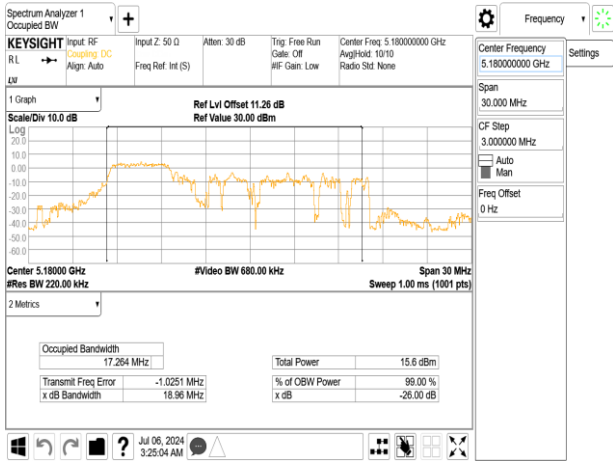 Spectrum Analyzer 1
Occupied BW
KEYSIGHT
RL
LXI
Input: RF
Coupling: DC
Align: Auto
Input Z: 50 Ω
Freq Ref: Int (S)
Atten: 30 dB
Trig: Free Run
Gate: Off
#IF Gain: Low
Center Freq: 5.180000000 GHz
Avg|Hold: 10/10
Radio Std: None
1 Graph
Scale/Div 10.0 dB
Ref Lvl Offset 11.26 dB
Ref Value 30.00 dBm
Log
20.0
10.0
0.00
-10.0
-20.0
-30.0
-40.0
-50.0
-60.0
Center 5.18000 GHz
#Res BW 220.00 kHz
#Video BW 680.00 kHz
Span 30 MHz
Sweep 1.00 ms (1001 pts)
2 Metrics
Occupied Bandwidth
17.264 MHz
Transmit Freq Error -1.0251 MHz
x dB Bandwidth 18.96 MHz
Total Power 15.6 dBm
% of OBW Power 99.00 %
x dB -26.00 dB
Jul 06, 2024
3:25:04 AM
Frequency
Settings
Center Frequency
5.180000000 GHz
Span
30.000 MHz
CF Step
3.000000 MHz
Auto
Man
Freq Offset
0 Hz